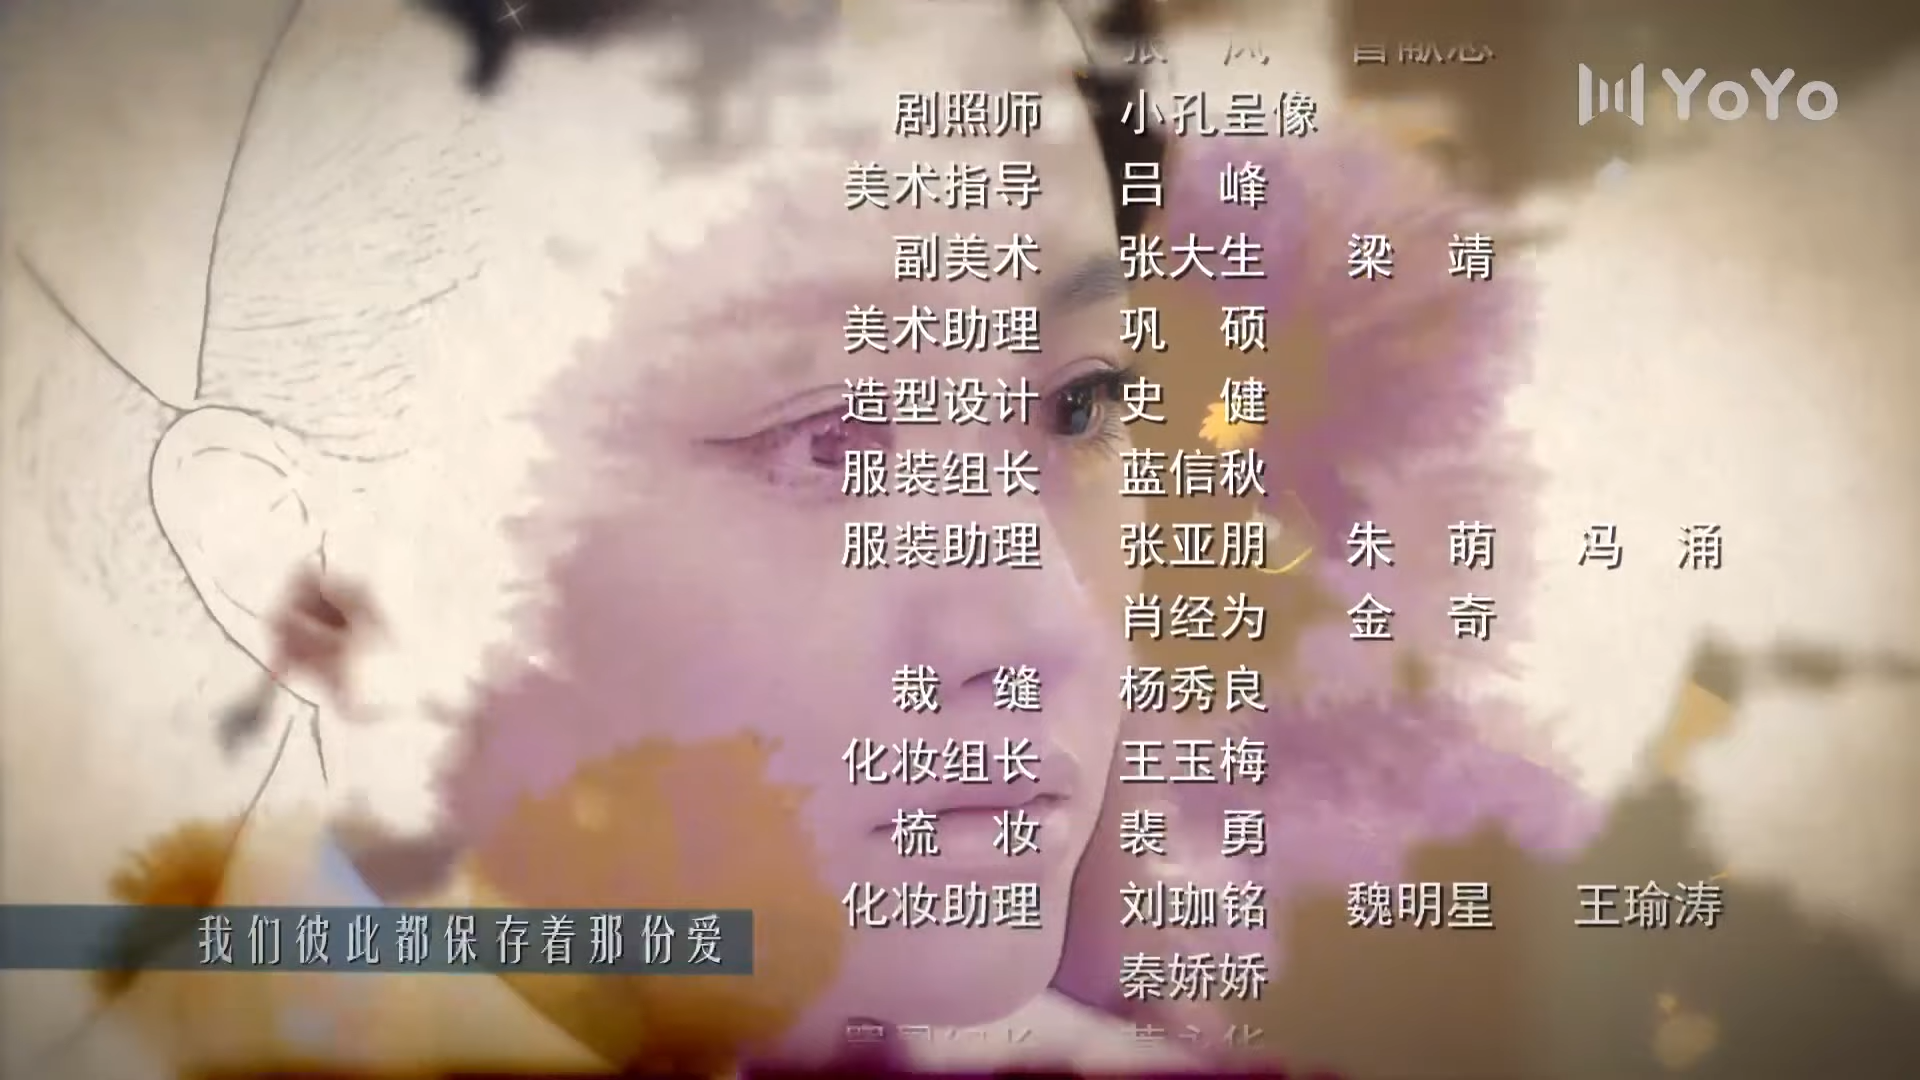 YoYo
剧照师 小孔呈像
美术指导 吕 峰
副美术 张大生 梁 靖
美术助理 巩 硕
造型设计 史 健
服装组长 蓝信秋
服装助理 张亚朋 朱 萌 冯 涌
肖经为 金 奇
裁 缝 杨秀良
化妆组长 王玉梅
梳 妆 裴 勇
化妆助理 刘珈铭 魏明星 王瑜涛
秦娇娇
我们彼此都保存着那份爱